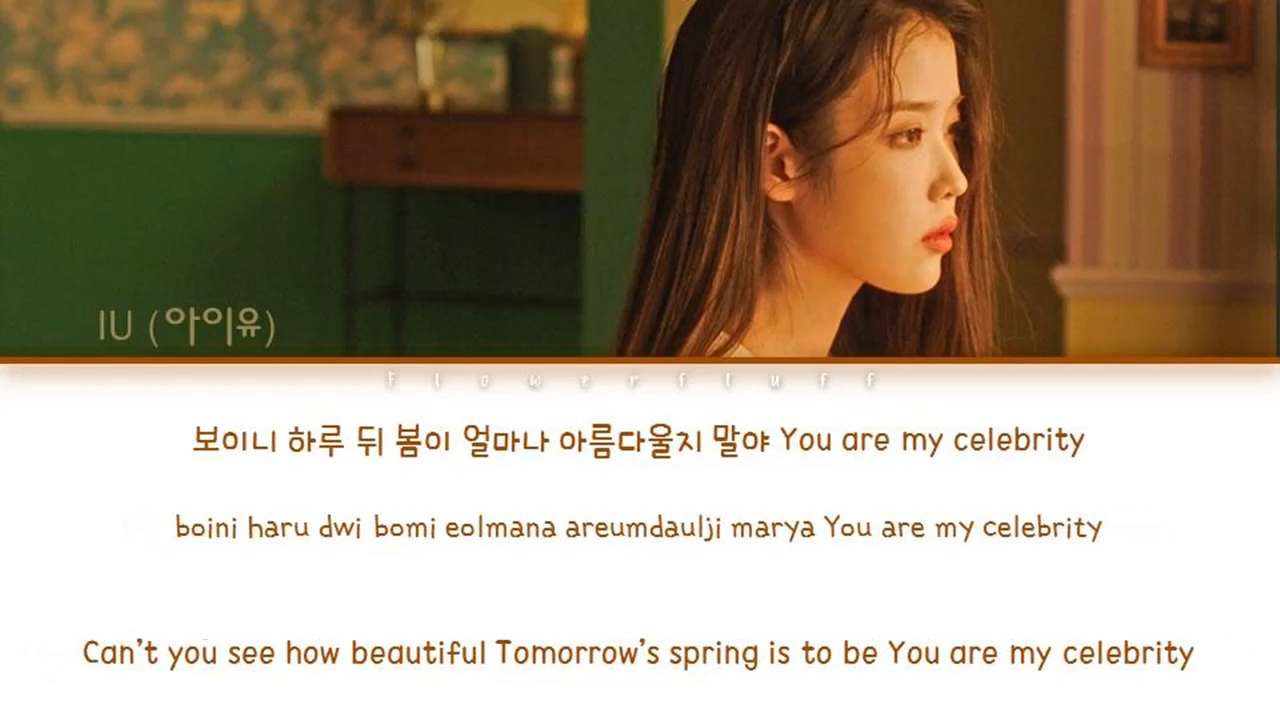 IU (아이유)
Flowerfluff
보이니 하루 뒤 봄이 얼마나 아름다울지 말야 You are my celebrity
boini haru dwi bomi eolmana areumdaulji marya You are my celebrity
Can't you see how beautiful Tomorrow's spring is to be You are my celebrity